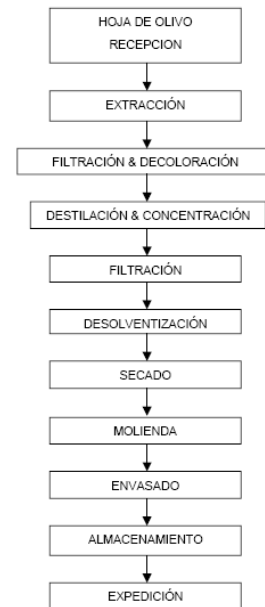 HOJA DE OLIVO
RECEPCION
EXTRACCIÓN
FILTRACIÓN & DECOLORACIÓN
DESTILACIÓN & CONCENTRACIÓN
FILTRACIÓN
DESOLVENTIZACIÓN
SECADO
MOLIENDA
ENVASADO
ALMACENAMIENTO
EXPEDICIÓN